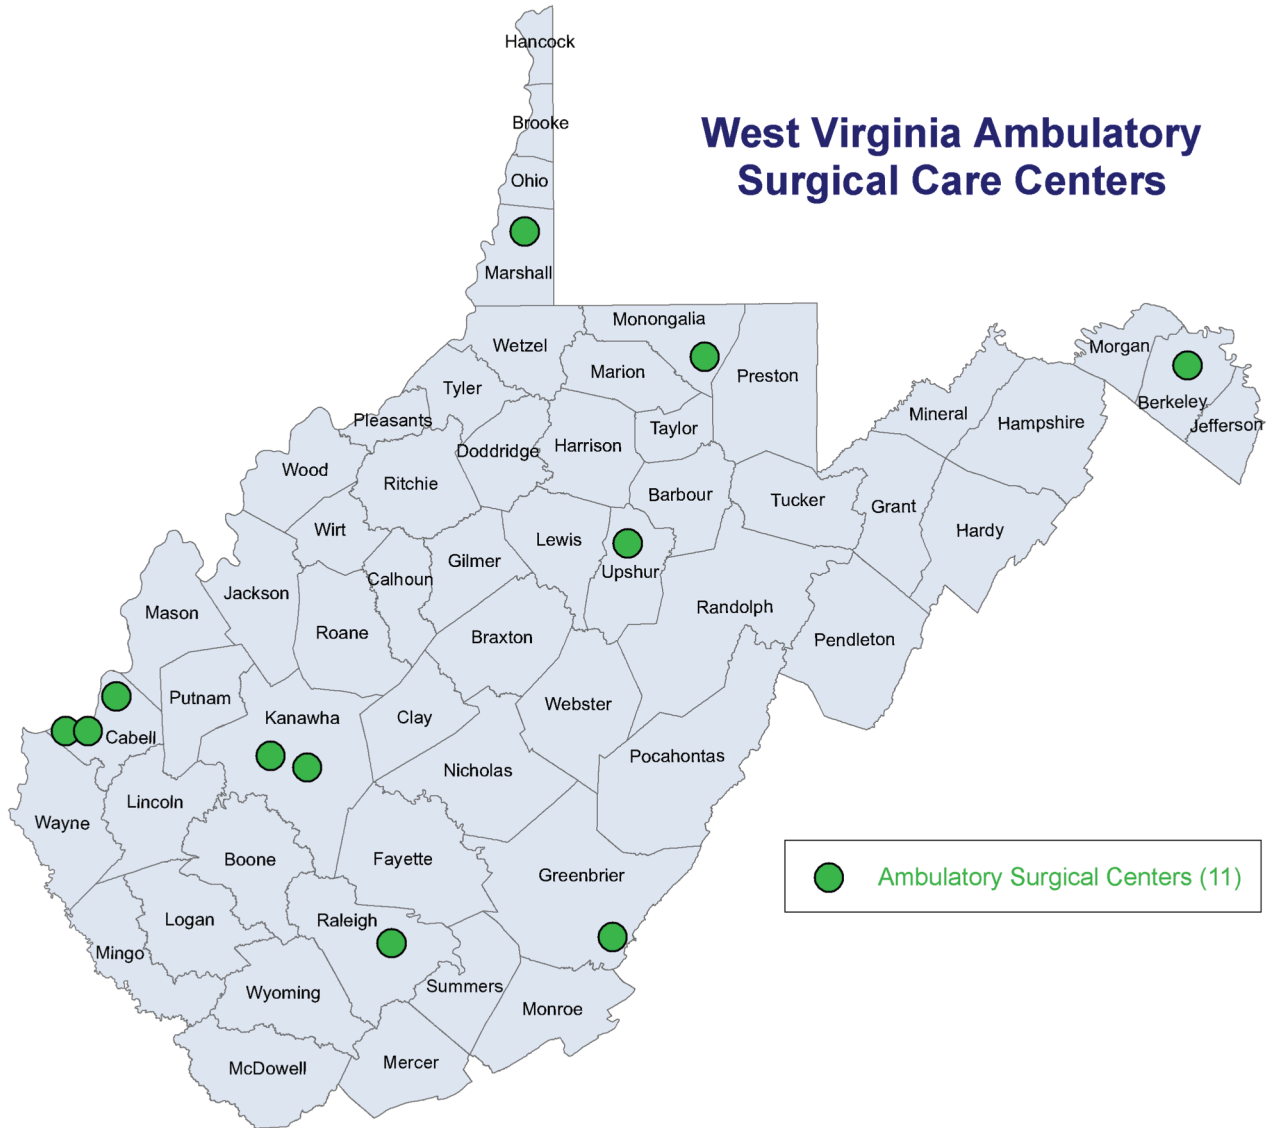 West Virginia Ambulatory
Surgical Care Centers
Hancock
Brooke
Ohio
Marshall
Monongalia
Wetzel
Marion
Preston
Morgan
Tyler
Berkeley
Mineral
Hampshire
Jefferson
Pleasants
Taylor
Harrison
Doddridge
Wood
Ritchie
Barbour
Tucker
Grant
Wirt
Hardy
Lewis
Gilmer
Upshur
Calhoun
Jackson
Randolph
Mason
Roane
Braxton
Pendleton
Putnam
Webster
Kanawha
Clay
Cabell
Pocahontas
Nicholas
Lincoln
Wayne
Boone
Fayette
Greenbrier
Ambulatory Surgical Centers (11)
Logan
Raleigh
Mingo
Summers
Wyoming
Monroe
Mercer
McDowell